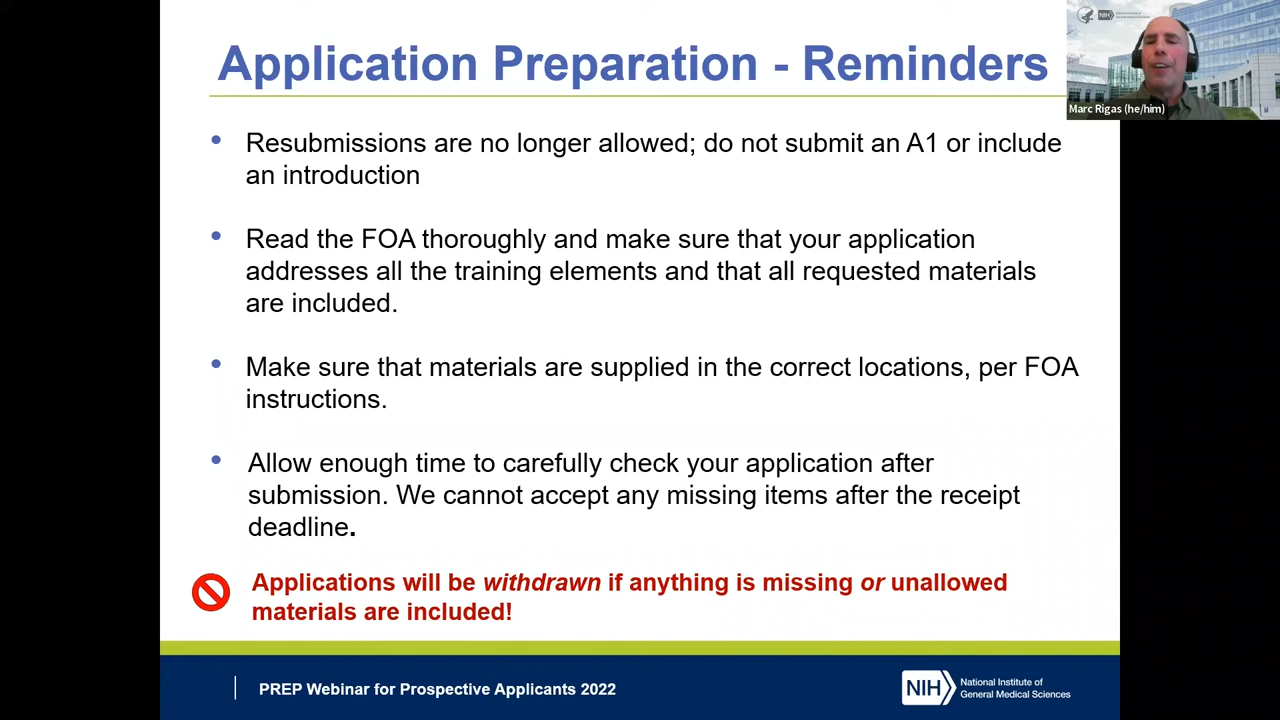 Application Preparation - Reminders
NIH
Marc Rigas (he/him)
• Resubmissions are no longer allowed; do not submit an A1 or include
an introduction
• Read the FOA thoroughly and make sure that your application
addresses all the training elements and that all requested materials
are included.
• Make sure that materials are supplied in the correct locations, per FOA
instructions.
• Allow enough time to carefully check your application after
submission. We cannot accept any missing items after the receipt
deadline.
Applications will be withdrawn if anything is missing or unallowed
materials are included!
PREP Webinar for Prospective Applicants 2022
NIH
National Institute of
General Medical Sciences